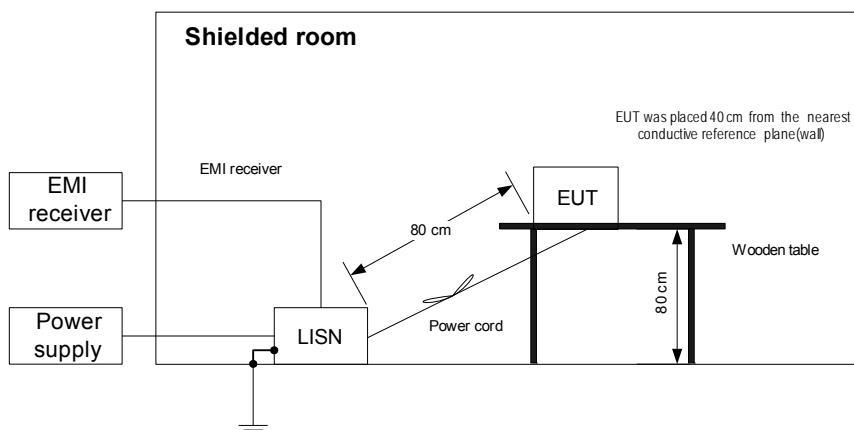 Shielded room
EUT was placed 40 cm from the nearest
conductive reference plane(wall)
EMI receiver
EMI
receiver
EUT
80 cm
Wooden table
80 cm
Power
supply
LISN
Power cord